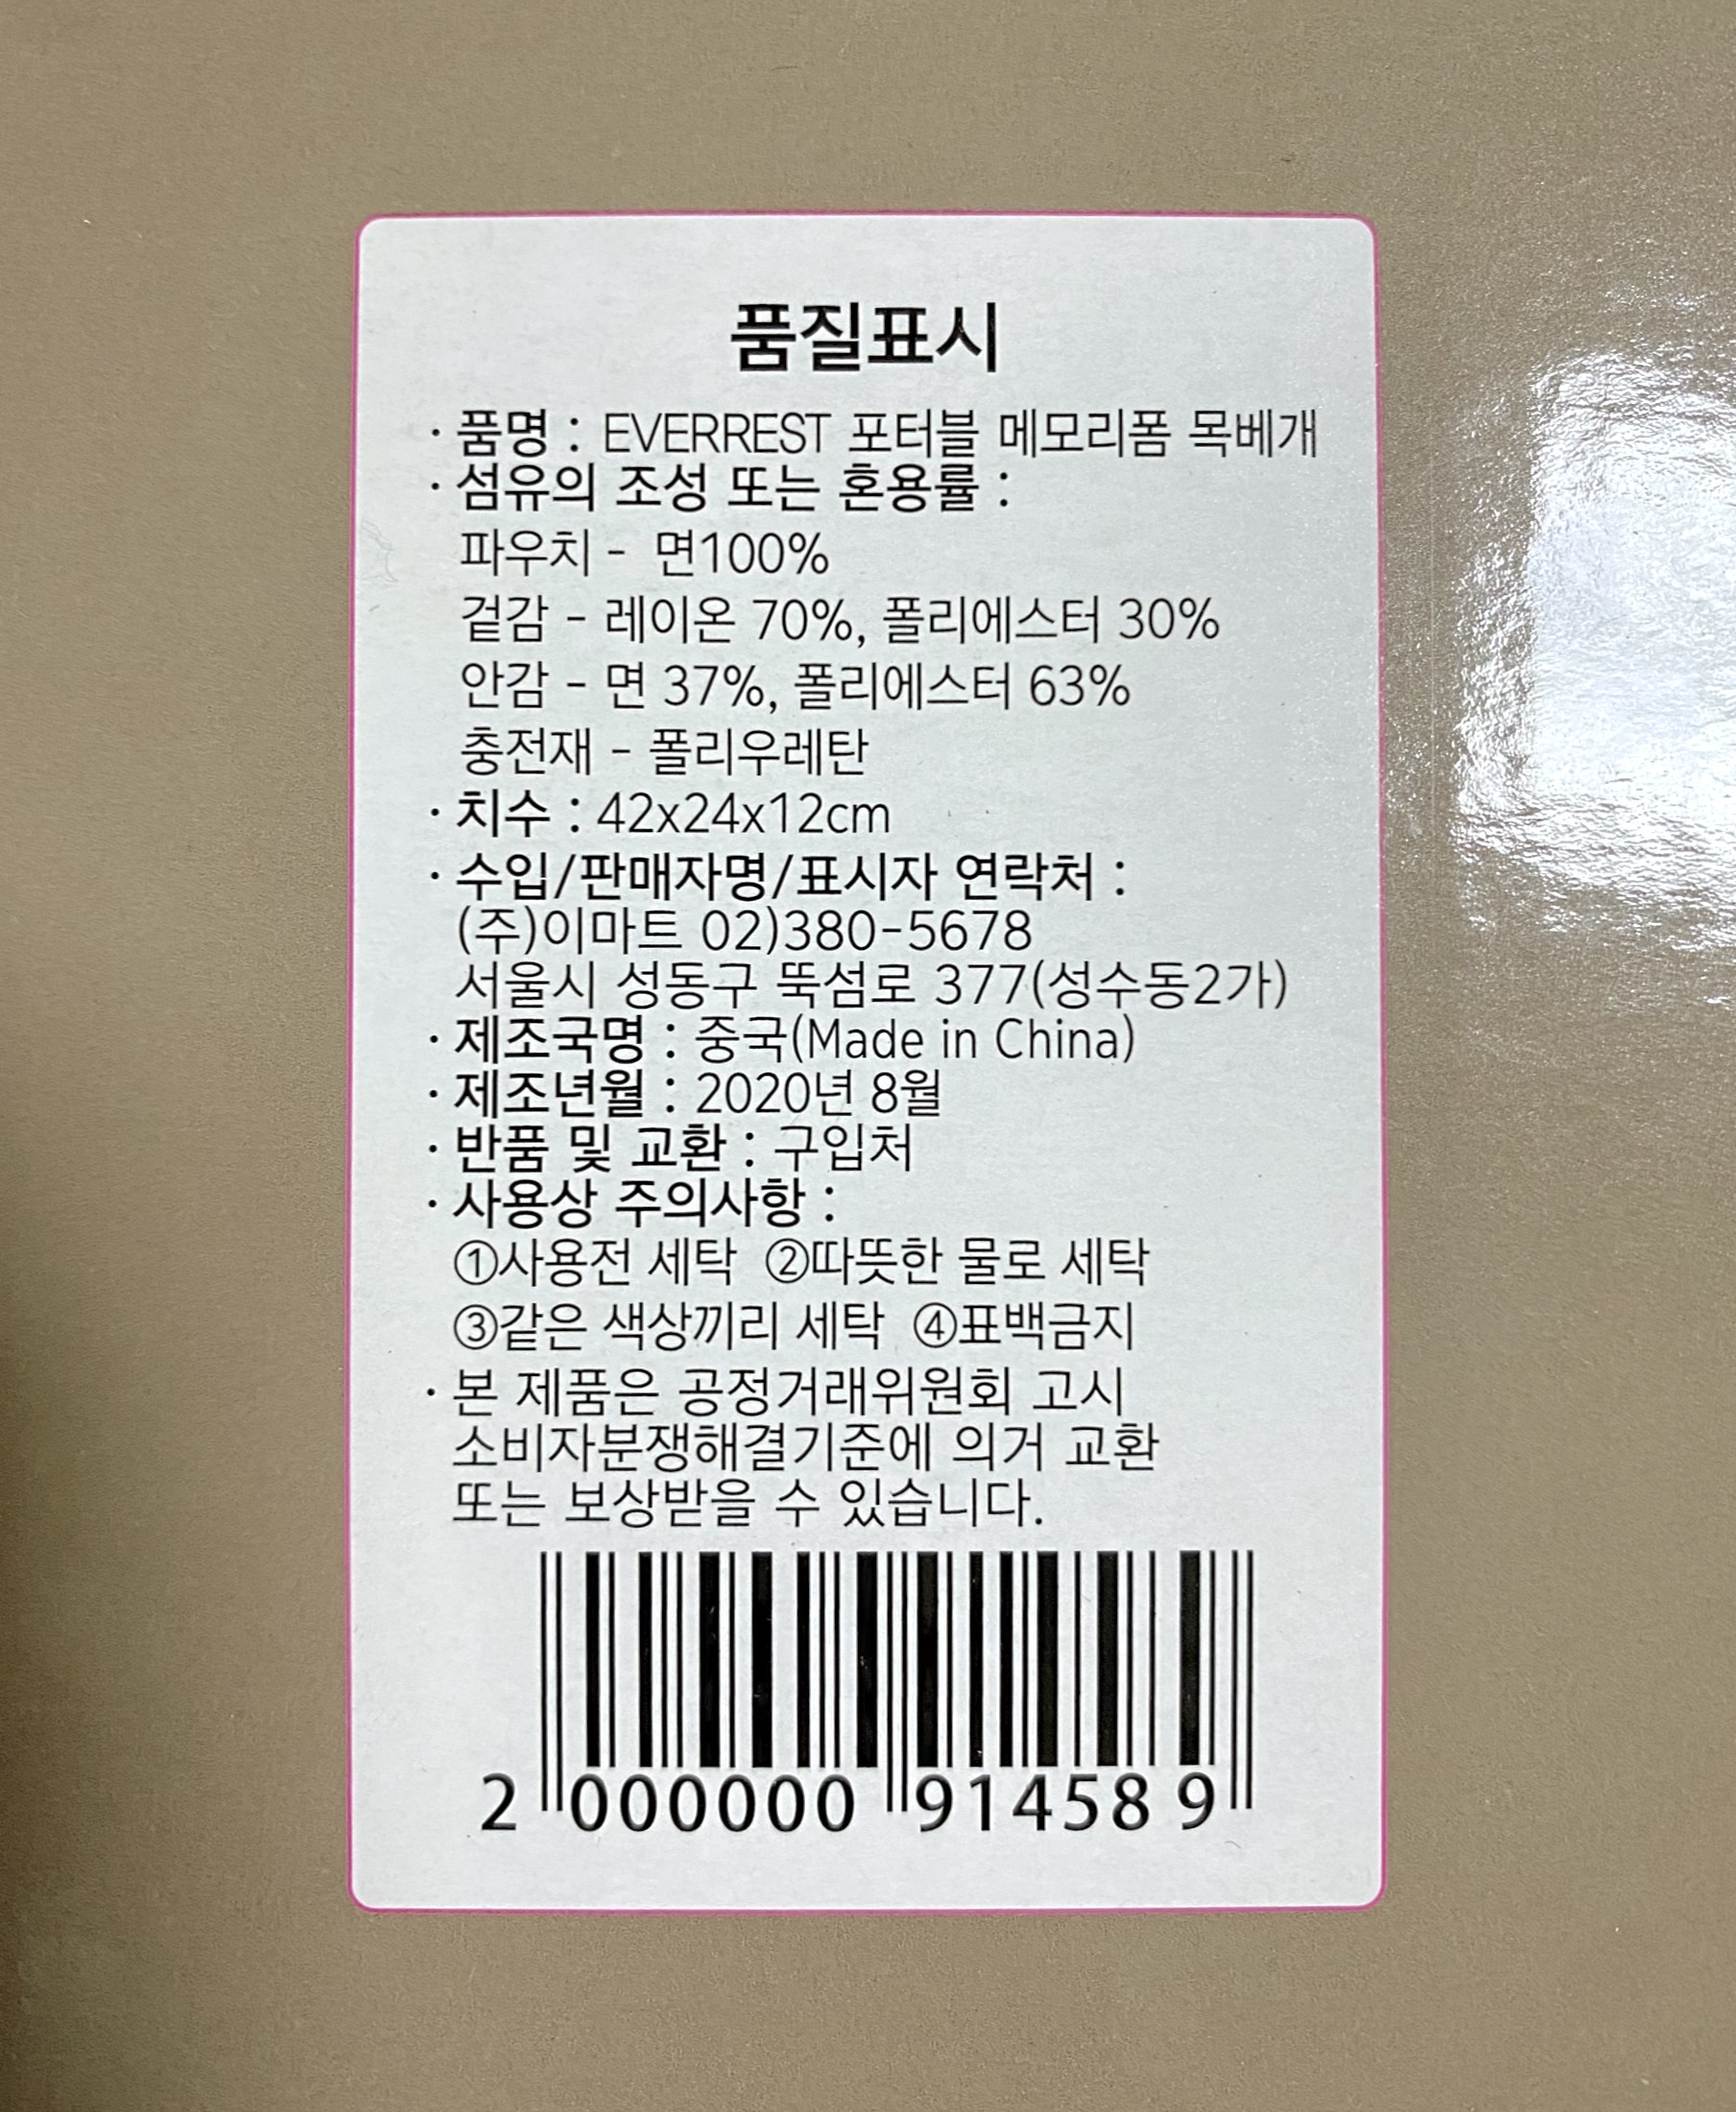 품질표시
· 품명 : EVERREST 포터블 메모리폼 목베개
· 섬유의 조성 또는 혼용률 :
파우치 - 면100%
겉감 - 레이온 70%, 폴리에스터 30%
안감 - 면 37%, 폴리에스터 63%
충전재 - 폴리우레탄
· 치수 : 42x24x12cm
· 수입/판매자명/표시자 연락처 :
(주)이마트 02)380-5678
서울시 성동구 뚝섬로 377(성수동2가)
· 제조국명 : 중국(Made in China)
· 제조년월 : 2020년 8월
· 반품 및 교환 : 구입처
· 사용상 주의사항 :
①사용전 세탁 ②따뜻한 물로 세탁
③같은 색상끼리 세탁 ④표백금지
· 본 제품은 공정거래위원회 고시
소비자분쟁해결기준에 의거 교환
또는 보상받을 수 있습니다.
2 000000 914589